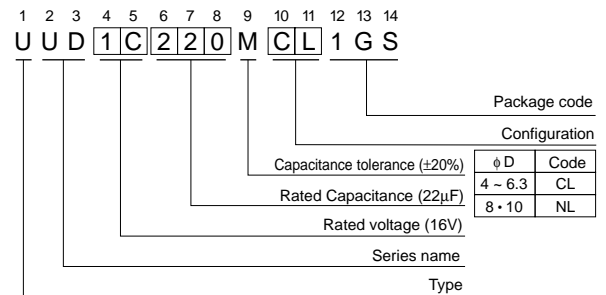 1 2 3 4 5 6 7 8 9 10 11 12 13 14
U U D 1 C 2 2 0 M C L 1 G S
Package code
Configuration
Capacitance tolerance (±20%)
ϕ D Code
4 ~ 6.3 CL
8 • 10 NL
Rated Capacitance (22µF)
Rated voltage (16V)
Series name
Type